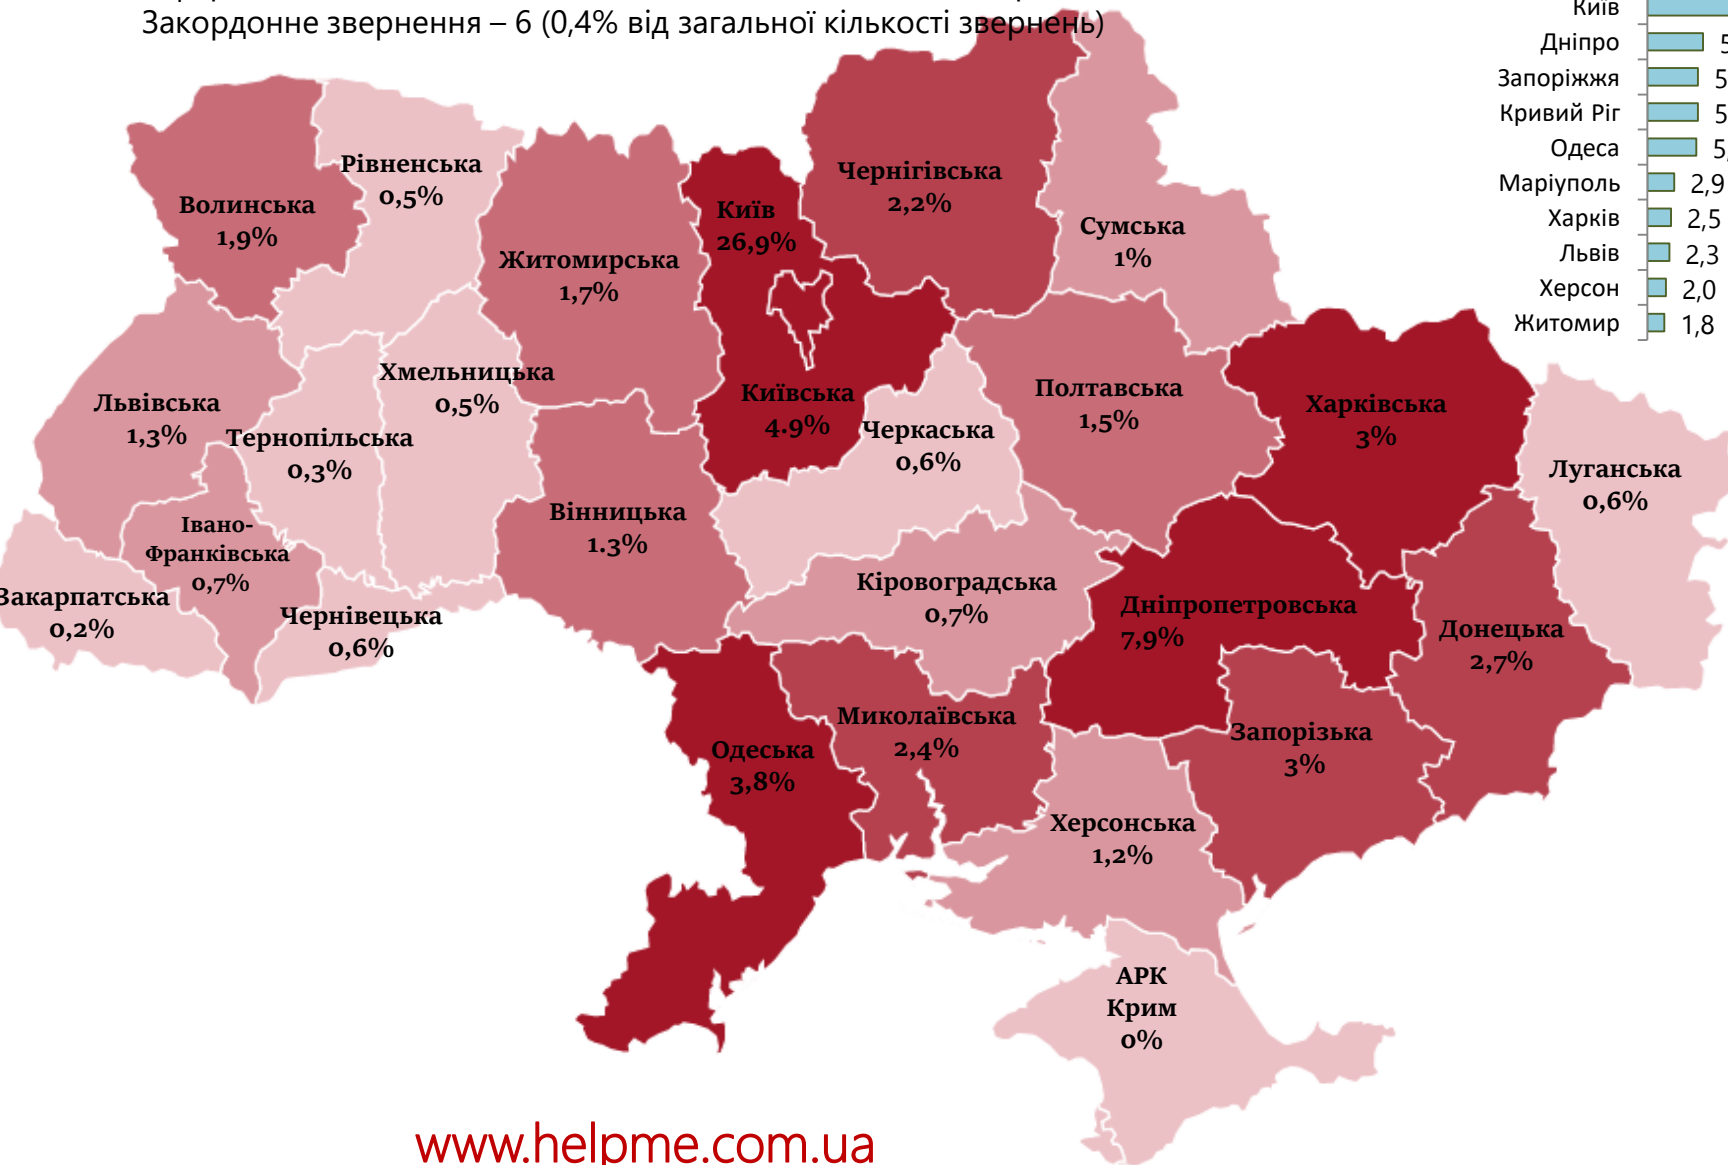 Закордонне звернення – 6 (0,4% від загальної кількості звернень)
Київ
Дніпро
Запоріжжя
Кривий Ріг
Одеса
Маріуполь 2,9
Харків 2,5
Львів 2,3
Херсон 2,0
Житомир 1,8
Рівненська
0,5%
Волинська
1,9%
Житомирська
1,7%
Київ
26,9%
Чернігівська
2,2%
Сумська
1%
Львівська
1,3%
Тернопільська
0,3%
Хмельницька
0,5%
Київська
4.9%
Черкаська
0,6%
Полтавська
1,5%
Харківська
3%
Луганська
0,6%
Івано-
Франківська
0,7%
Закарпатська
0,2%
Чернівецька
0,6%
Вінницька
1.3%
Кіровоградська
0,7%
Дніпропетровська
7,9%
Донецька
2,7%
Одеська
3,8%
Миколаївська
2,4%
Запорізька
3%
Херсонська
1,2%
АРК
Крим
0%
www.helpme.com.ua